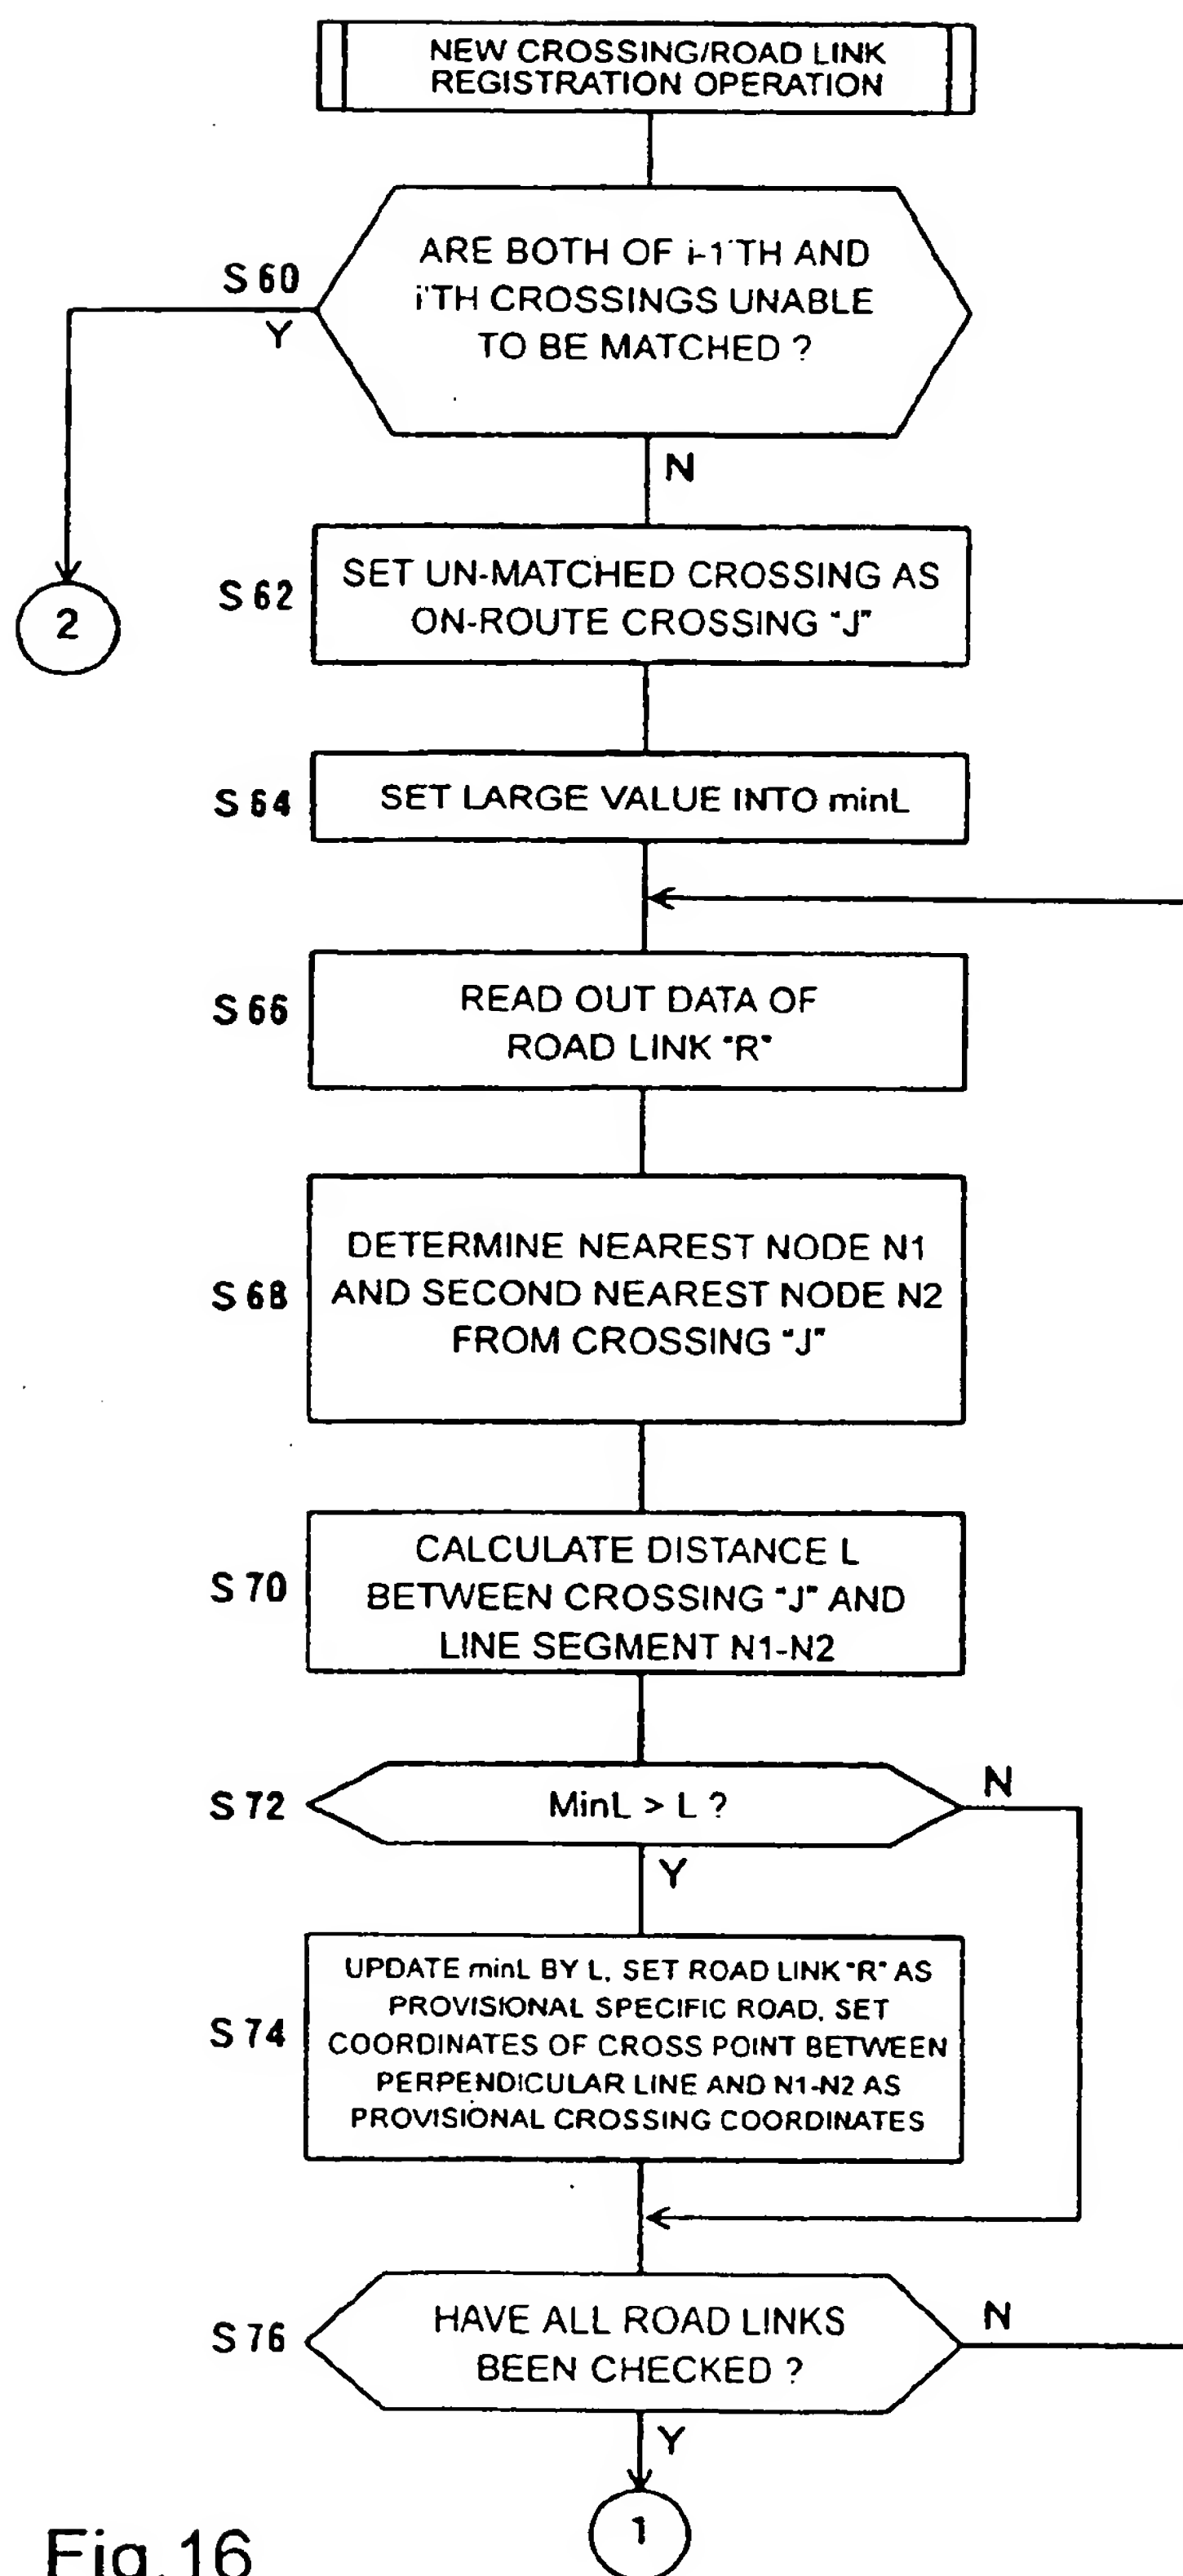 NEW CROSSING/ROAD LINK
REGISTRATION OPERATION
S 60
ARE BOTH OF i-1'TH AND
i'TH CROSSINGS UNABLE
TO BE MATCHED ?
Y
N
2
S 62
SET UN-MATCHED CROSSING AS
ON-ROUTE CROSSING "J"
S 64
SET LARGE VALUE INTO minL
S 66
READ OUT DATA OF
ROAD LINK "R"
S 68
DETERMINE NEAREST NODE N1
AND SECOND NEAREST NODE N2
FROM CROSSING "J"
S 70
CALCULATE DISTANCE L
BETWEEN CROSSING "J" AND
LINE SEGMENT N1-N2
S 72
MinL > L ?
N
Y
S 74
UPDATE minL BY L, SET ROAD LINK "R" AS
PROVISIONAL SPECIFIC ROAD, SET
COORDINATES OF CROSS POINT BETWEEN
PERPENDICULAR LINE AND N1-N2 AS
PROVISIONAL CROSSING COORDINATES
S 76
HAVE ALL ROAD LINKS
BEEN CHECKED ?
N
Y
1
Fig.16